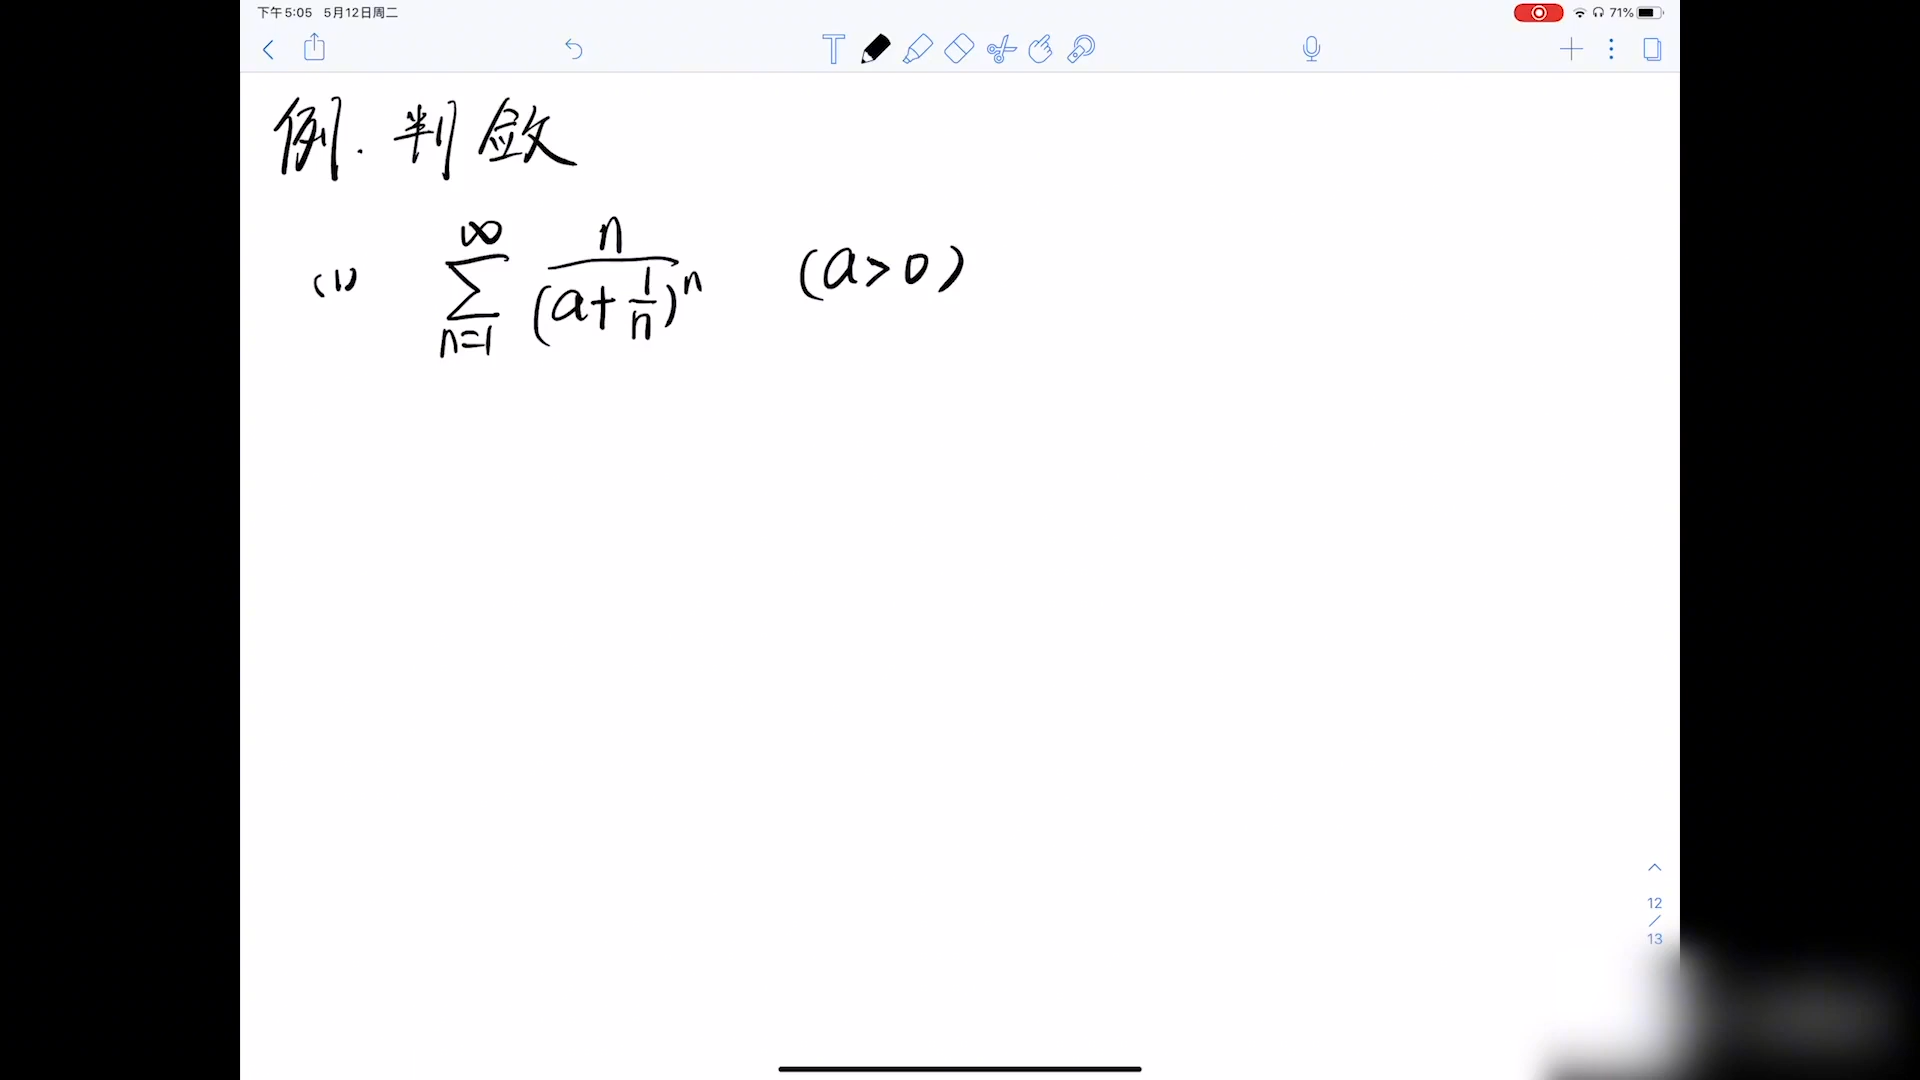 下午5:05 5月12日周二
71%
T
例. 判敛
(1) ∑_{n=1}^{∞} n/(a+1/n)^n (a>0)
12
/
13